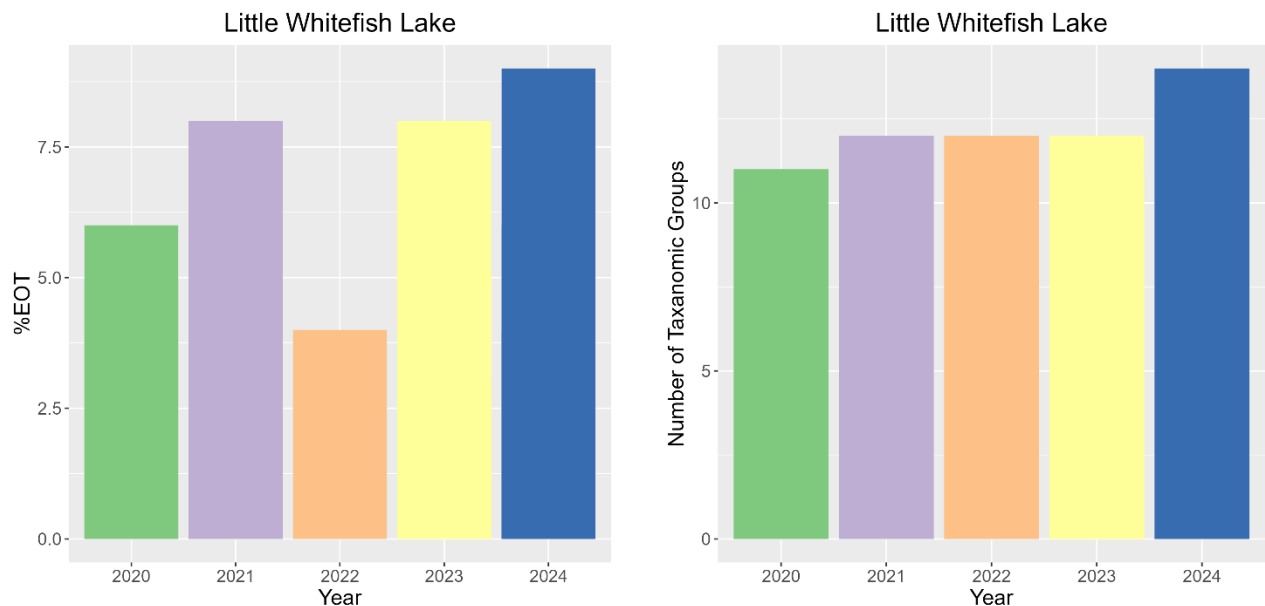 Little Whitefish Lake
%EOT
7.5
5.0
2.5
0.0
2020 2021 2022 2023 2024
Year
Little Whitefish Lake
Number of Taxanomic Groups
10
5
0
2020 2021 2022 2023 2024
Year